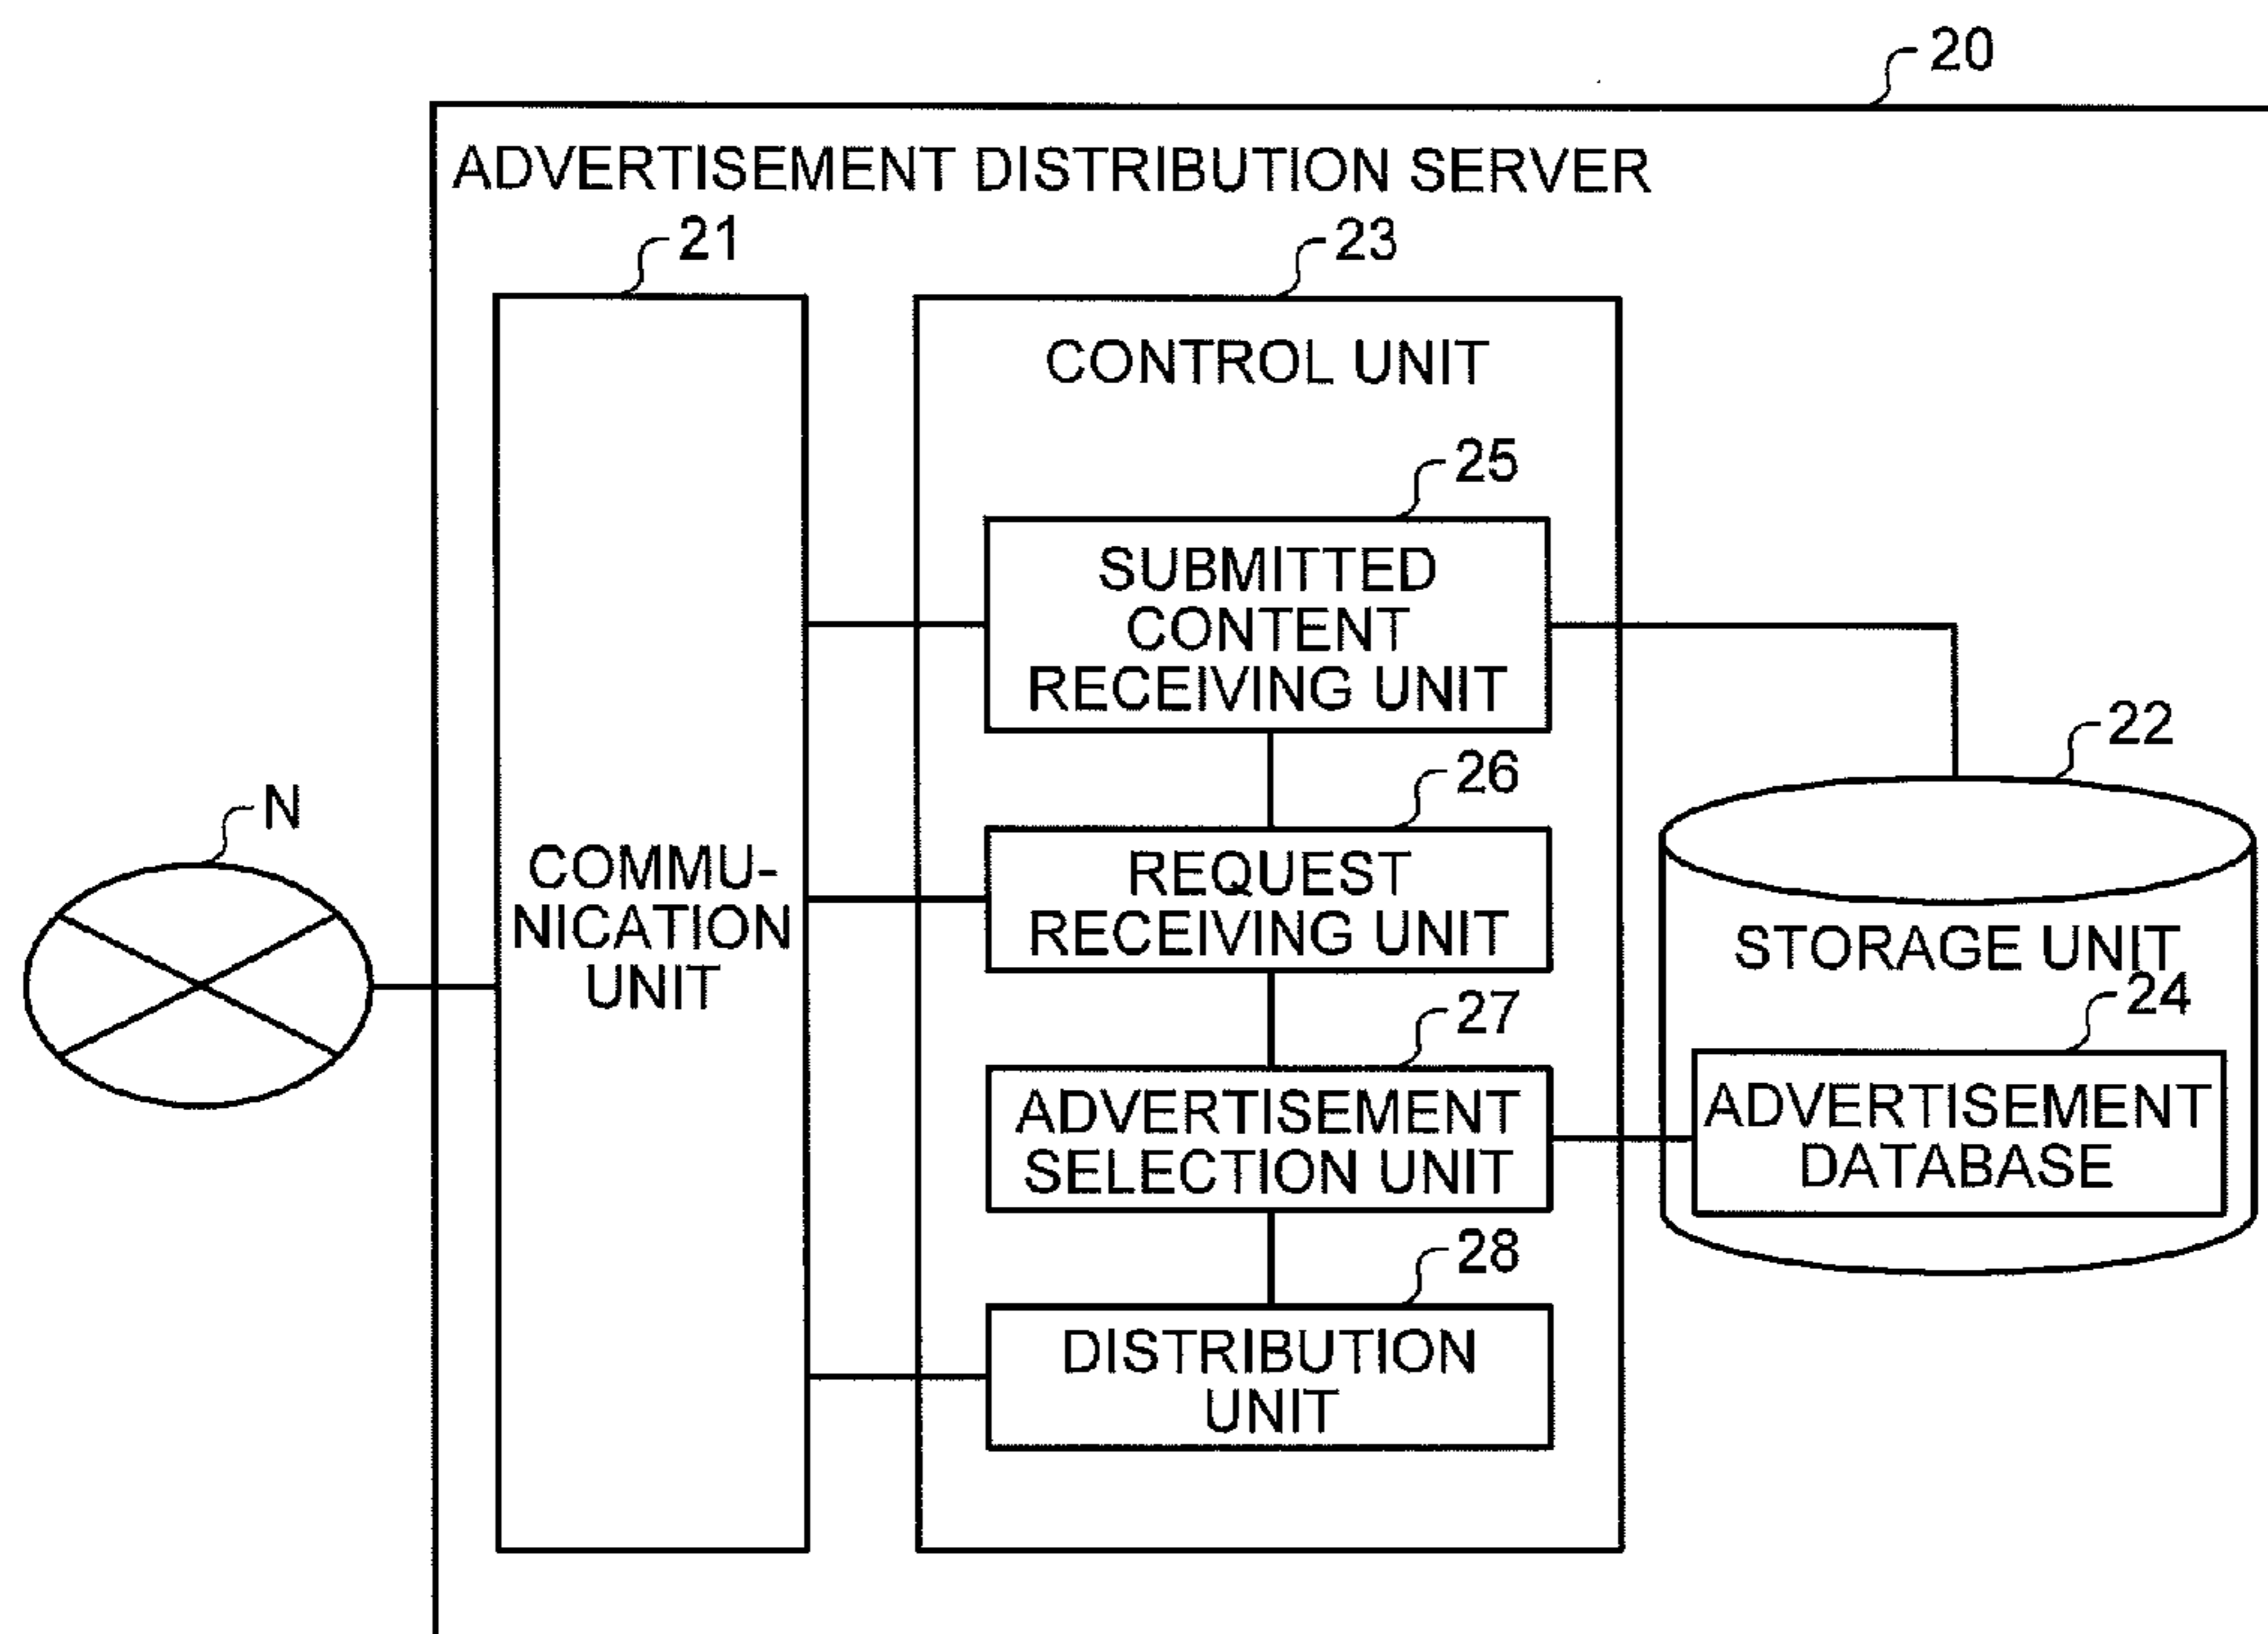 20
ADVERTISEMENT DISTRIBUTION SERVER
21
23
CONTROL UNIT
25
SUBMITTED
CONTENT
RECEIVING UNIT
22
26
N
COMMU-
NICATION
UNIT
REQUEST
RECEIVING UNIT
STORAGE UNIT
24
27
ADVERTISEMENT
SELECTION UNIT
ADVERTISEMENT
DATABASE
28
DISTRIBUTION
UNIT